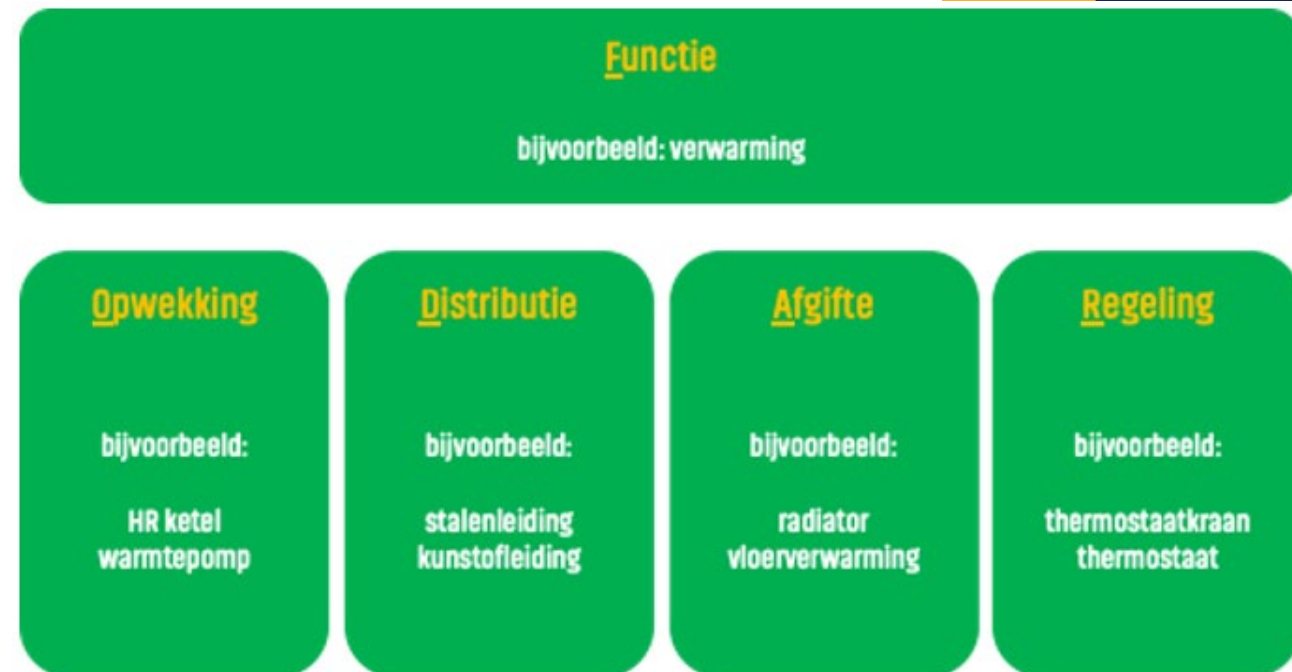 Functie
bijvoorbeeld: verwarming
Opwekking
bijvoorbeeld:
HR ketel
warmtepomp
Distributie
bijvoorbeeld:
stalenleiding
kunstofleiding
Afgifte
bijvoorbeeld:
radiator
vloerverwarming
Regeling
bijvoorbeeld:
thermostaatkraan
thermostaat